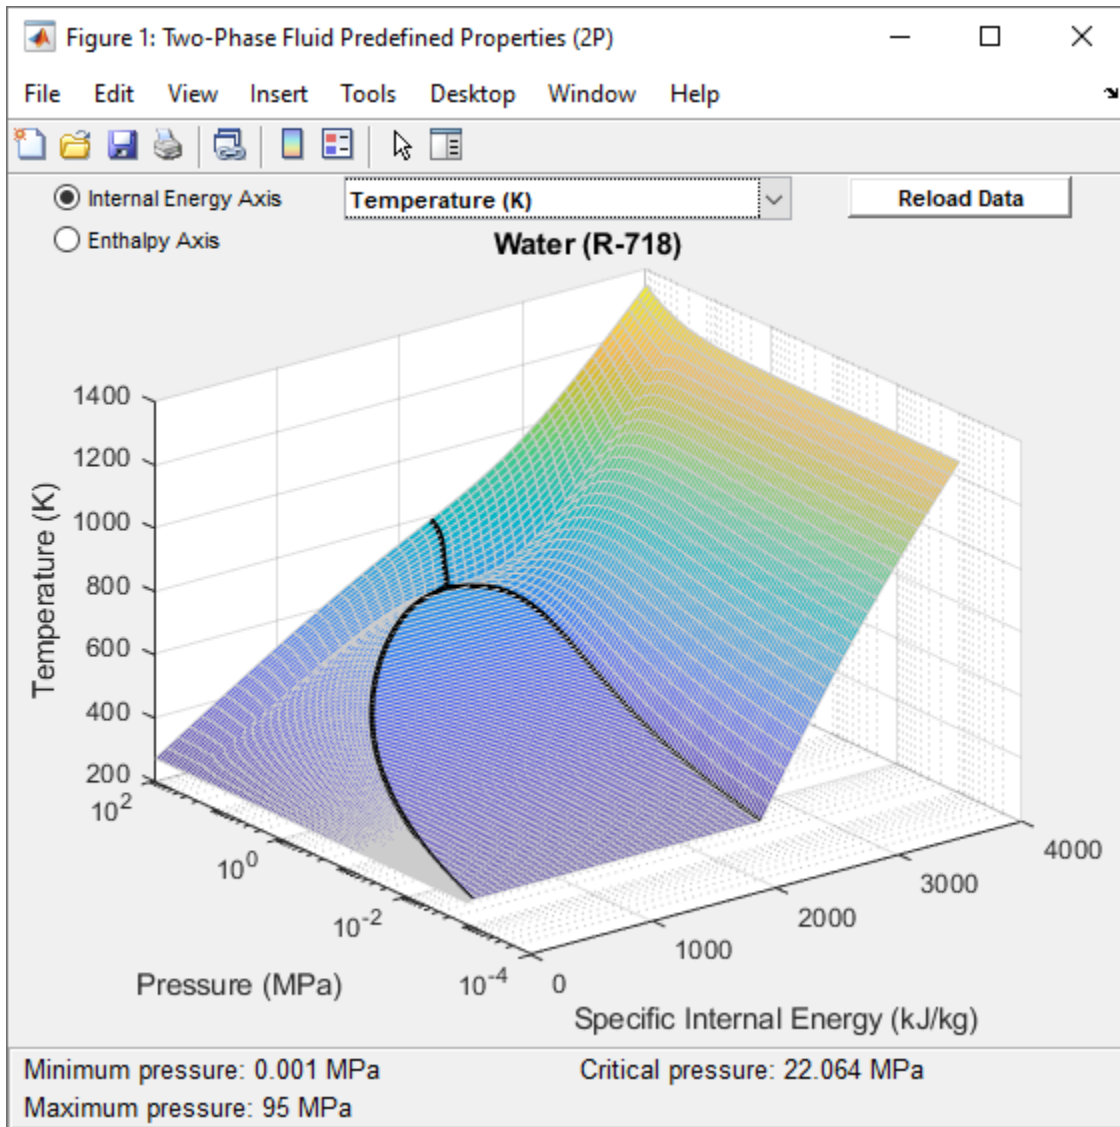 Figure 1: Two-Phase Fluid Predefined Properties (2P)
File Edit View Insert Tools Desktop Window Help
Internal Energy Axis
Temperature (K)
Reload Data
Enthalpy Axis
Water (R-718)
1400
1200
1000
800
600
400
200
Temperature (K)
10^2
10^0
10^-2
10^-4
Pressure (MPa)
0
1000
2000
3000
4000
Specific Internal Energy (kJ/kg)
Minimum pressure: 0.001 MPa
Critical pressure: 22.064 MPa
Maximum pressure: 95 MPa